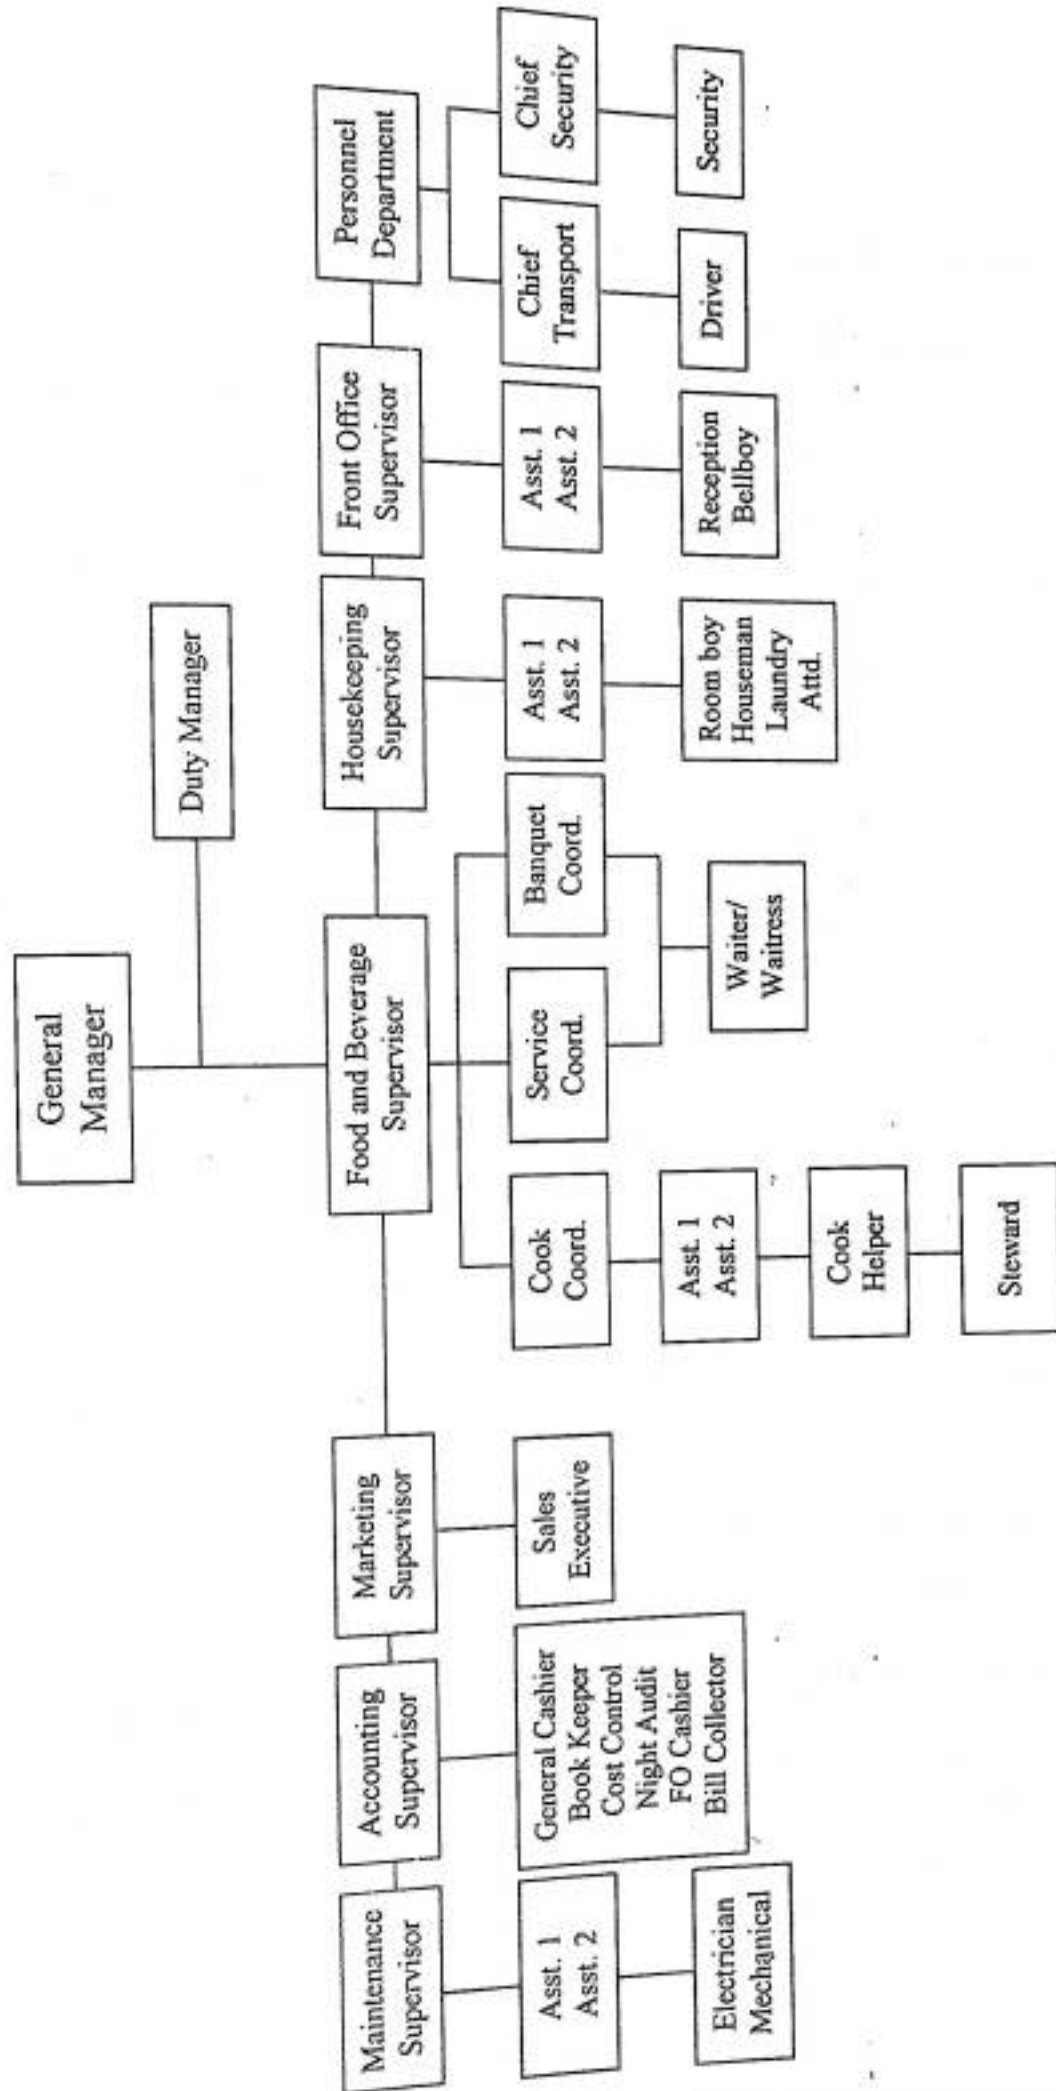 General
Manager
Duty Manager
Maintenance
Supervisor
Accounting
Supervisor
Marketing
Supervisor
Food and Beverage
Supervisor
Housekeeping
Supervisor
Front Office
Supervisor
Personnel
Department
Asst. 1
Asst. 2
General Cashier
Book Keeper
Cost Control
Night Audit
FO Cashier
Bill Collector
Sales
Executive
Cook
Coord.
Service
Coord.
Banquet
Coord.
Asst. 1
Asst. 2
Asst. 1
Asst. 2
Chief
Transport
Chief
Security
Electrician
Mechanical
Asst. 1
Asst. 2
Waiter/
Waitress
Room boy
Houseman
Laundry
Attd.
Reception
Bellboy
Driver
Security
Cook
Helper
Steward